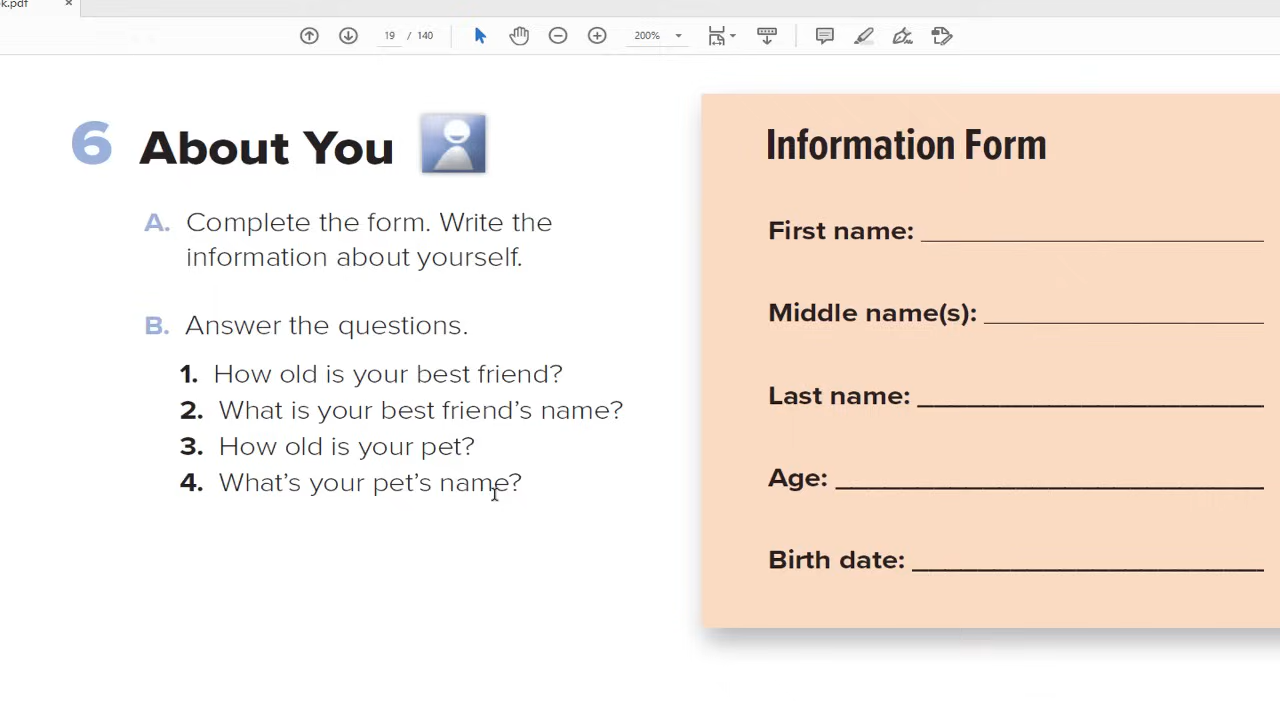 k.pdf ×
19 / 140 200%
6 About You
A. Complete the form. Write the
information about yourself.
B. Answer the questions.
1. How old is your best friend?
2. What is your best friend’s name?
3. How old is your pet?
4. What’s your pet’s name?
Information Form
First name:
Middle name(s):
Last name:
Age:
Birth date: